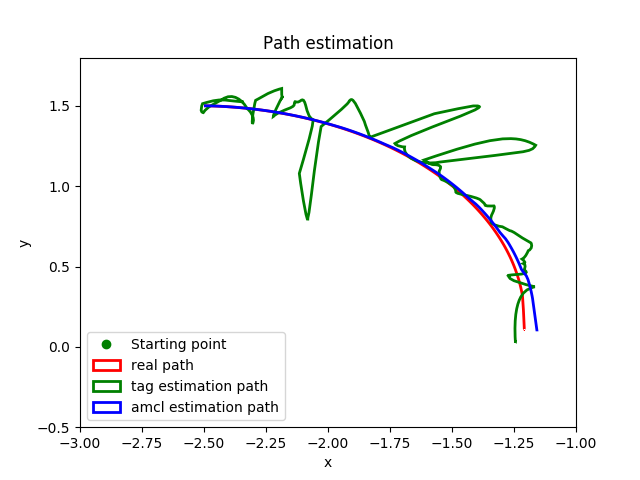 Path estimation
1.5
1.0
0.5
0.0
−0.5
y
Starting point
real path
tag estimation path
amcl estimation path
−3.00 −2.75 −2.50 −2.25 −2.00 −1.75 −1.50 −1.25 −1.00
x